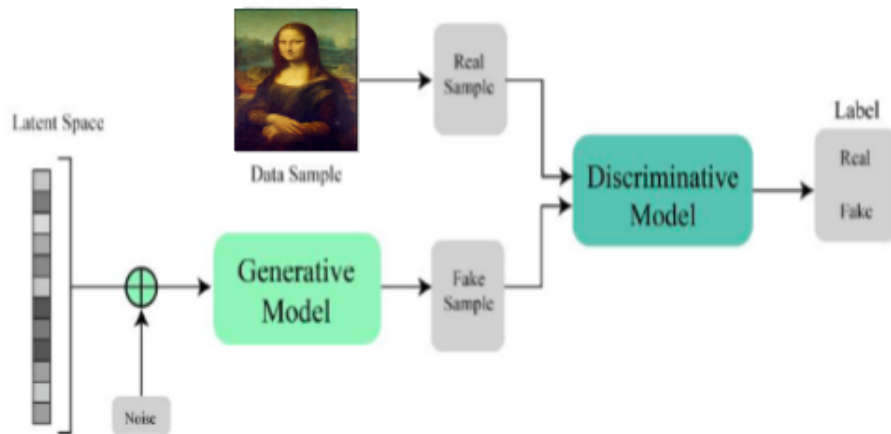 Latent Space
Data Sample
Real
Sample
Generative
Model
Noise
Fake
Sample
Discriminative
Model
Label
Real
Fake